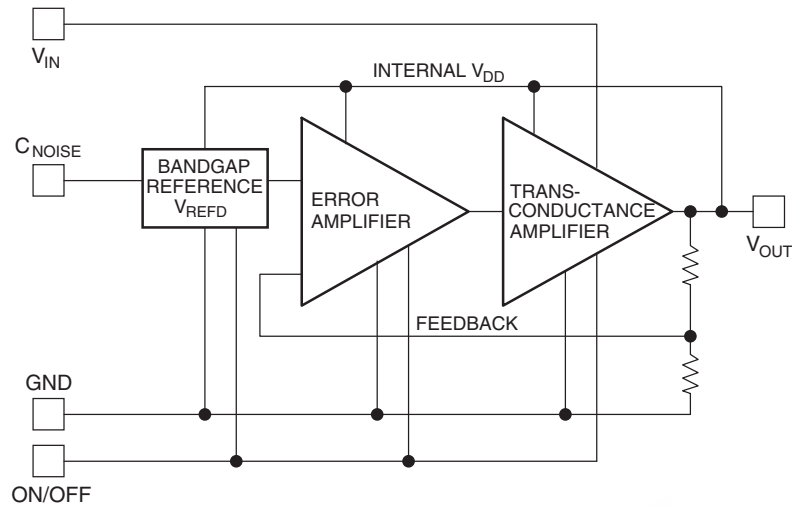 V_IN
INTERNAL V_DD
C_NOISE
BANDGAP
REFERENCE
V_REFD
ERROR
AMPLIFIER
TRANS-
CONDUCTANCE
AMPLIFIER
V_OUT
FEEDBACK
GND
ON/OFF